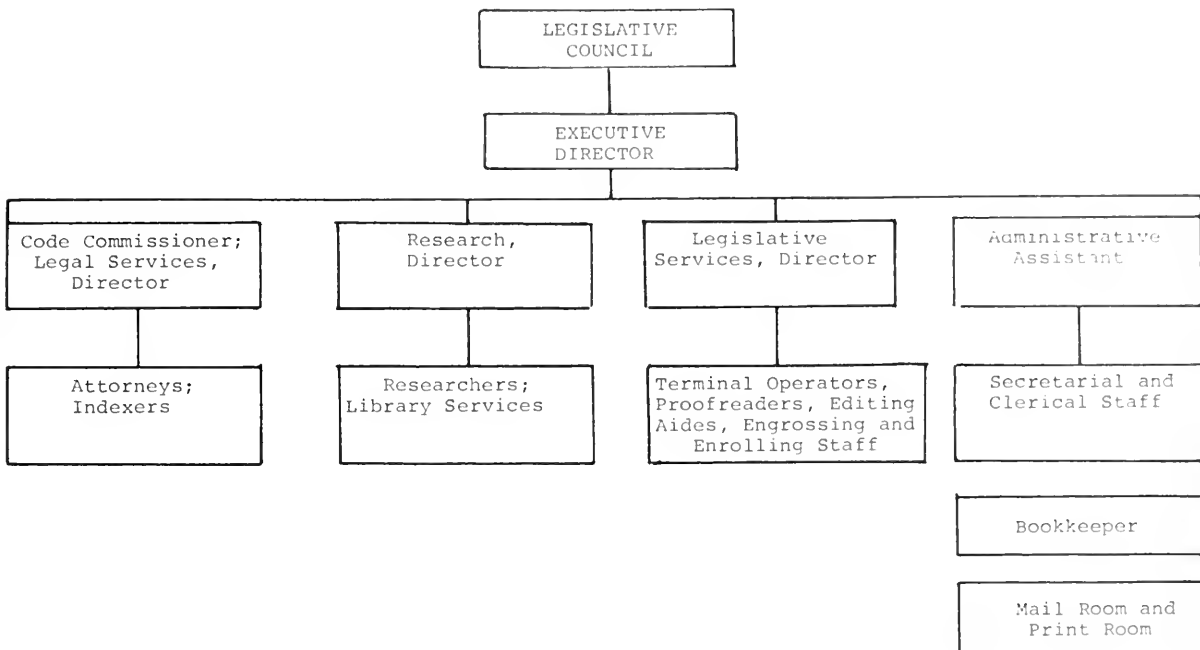 LEGISLATIVE
COUNCIL
EXECUTIVE
DIRECTOR
Code Commissioner;
Legal Services,
Director
Research,
Director
Legislative
Services, Director
Administrative
Assistant
Attorneys;
Indexers
Researchers;
Library Services
Terminal Operators,
Proofreaders, Editing
Aides, Engrossing and
Enrolling Staff
Secretarial and
Clerical Staff
Bookkeeper
Mail Room and
Print Room